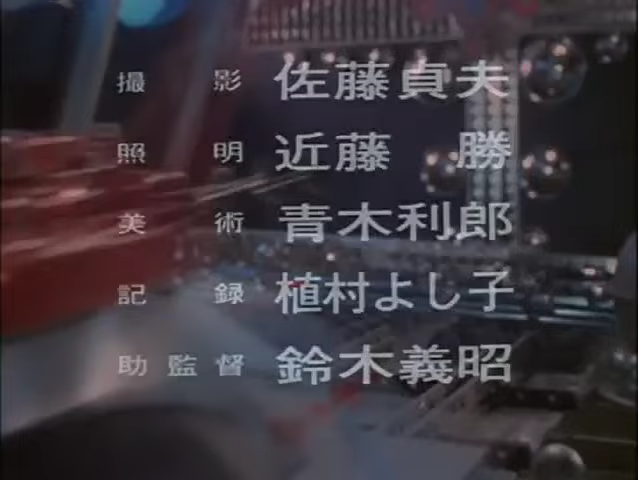 撮影 佐藤貞夫
照明 近藤 勝
美術 青木利郎
記録 植村よし子
助監督 鈴木義昭